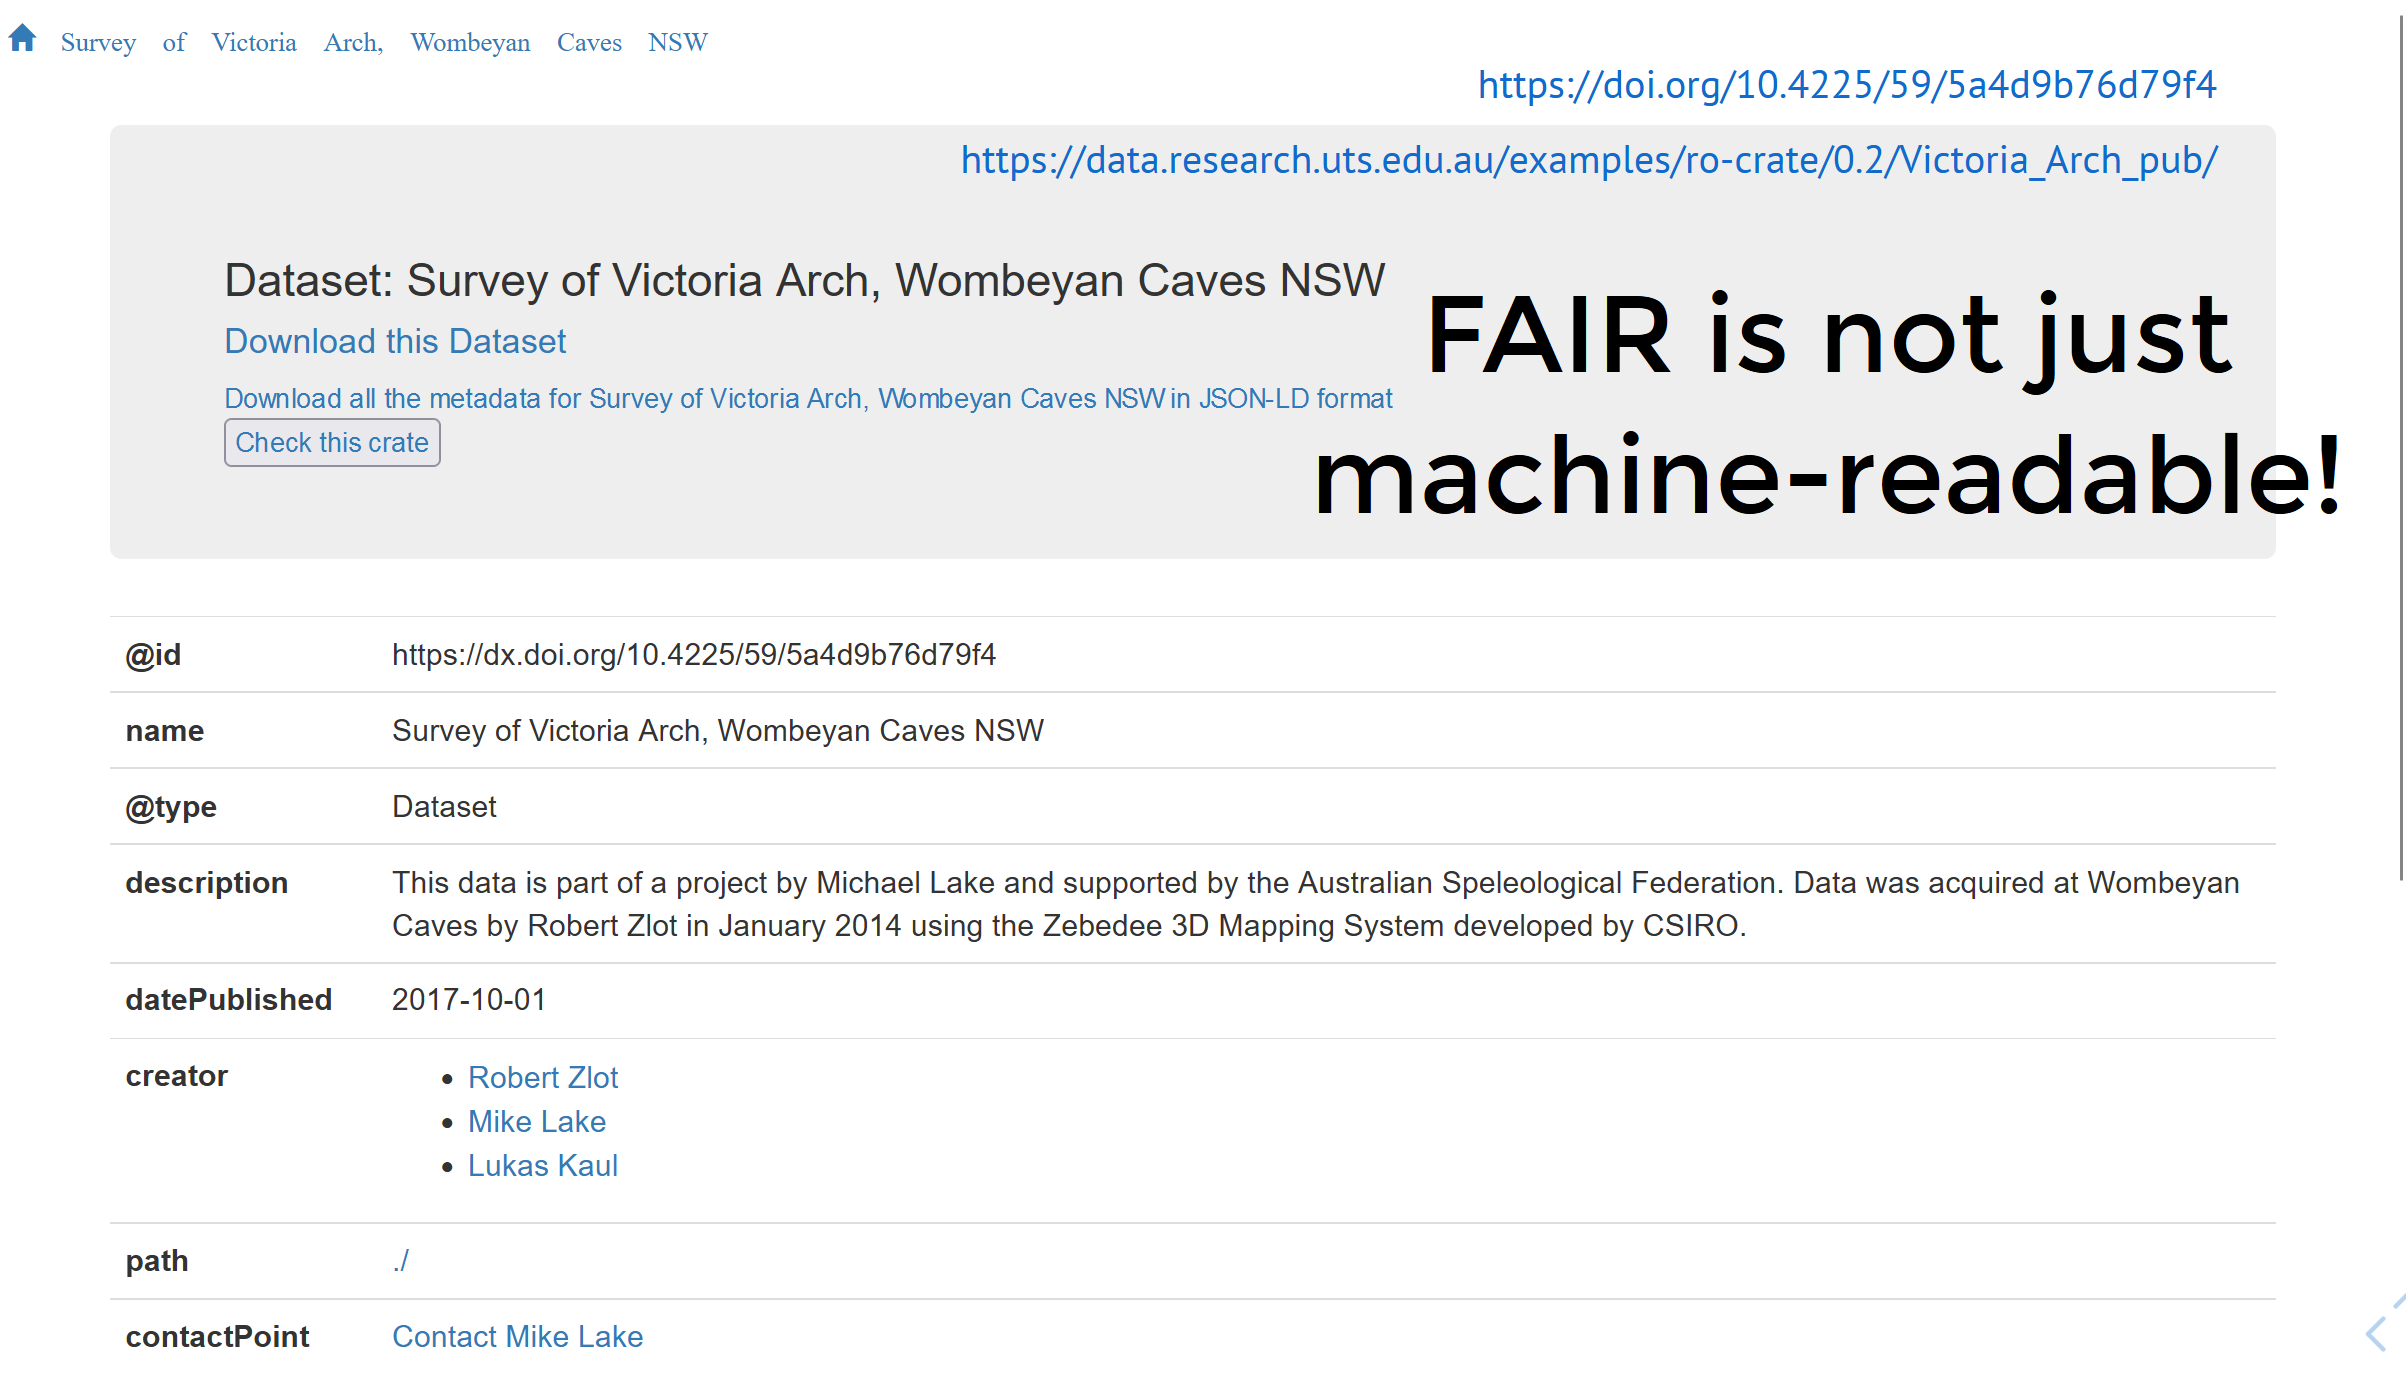 Survey of Victoria Arch, Wombeyan Caves NSW
https://doi.org/10.4225/59/5a4d9b76d79f4
https://data.research.uts.edu.au/examples/ro-crate/0.2/Victoria_Arch_pub/
Dataset: Survey of Victoria Arch, Wombeyan Caves NSW
Download this Dataset
Download all the metadata for Survey of Victoria Arch, Wombeyan Caves NSW in JSON-LD format
Check this crate
FAIR is not just
machine-readable!
@id https://dx.doi.org/10.4225/59/5a4d9b76d79f4
name Survey of Victoria Arch, Wombeyan Caves NSW
@type Dataset
description This data is part of a project by Michael Lake and supported by the Australian Speleological Federation. Data was acquired at Wombeyan
Caves by Robert Zlot in January 2014 using the Zebedee 3D Mapping System developed by CSIRO.
datePublished 2017-10-01
creator • Robert Zlot
• Mike Lake
• Lukas Kaul
path ./
contactPoint Contact Mike Lake